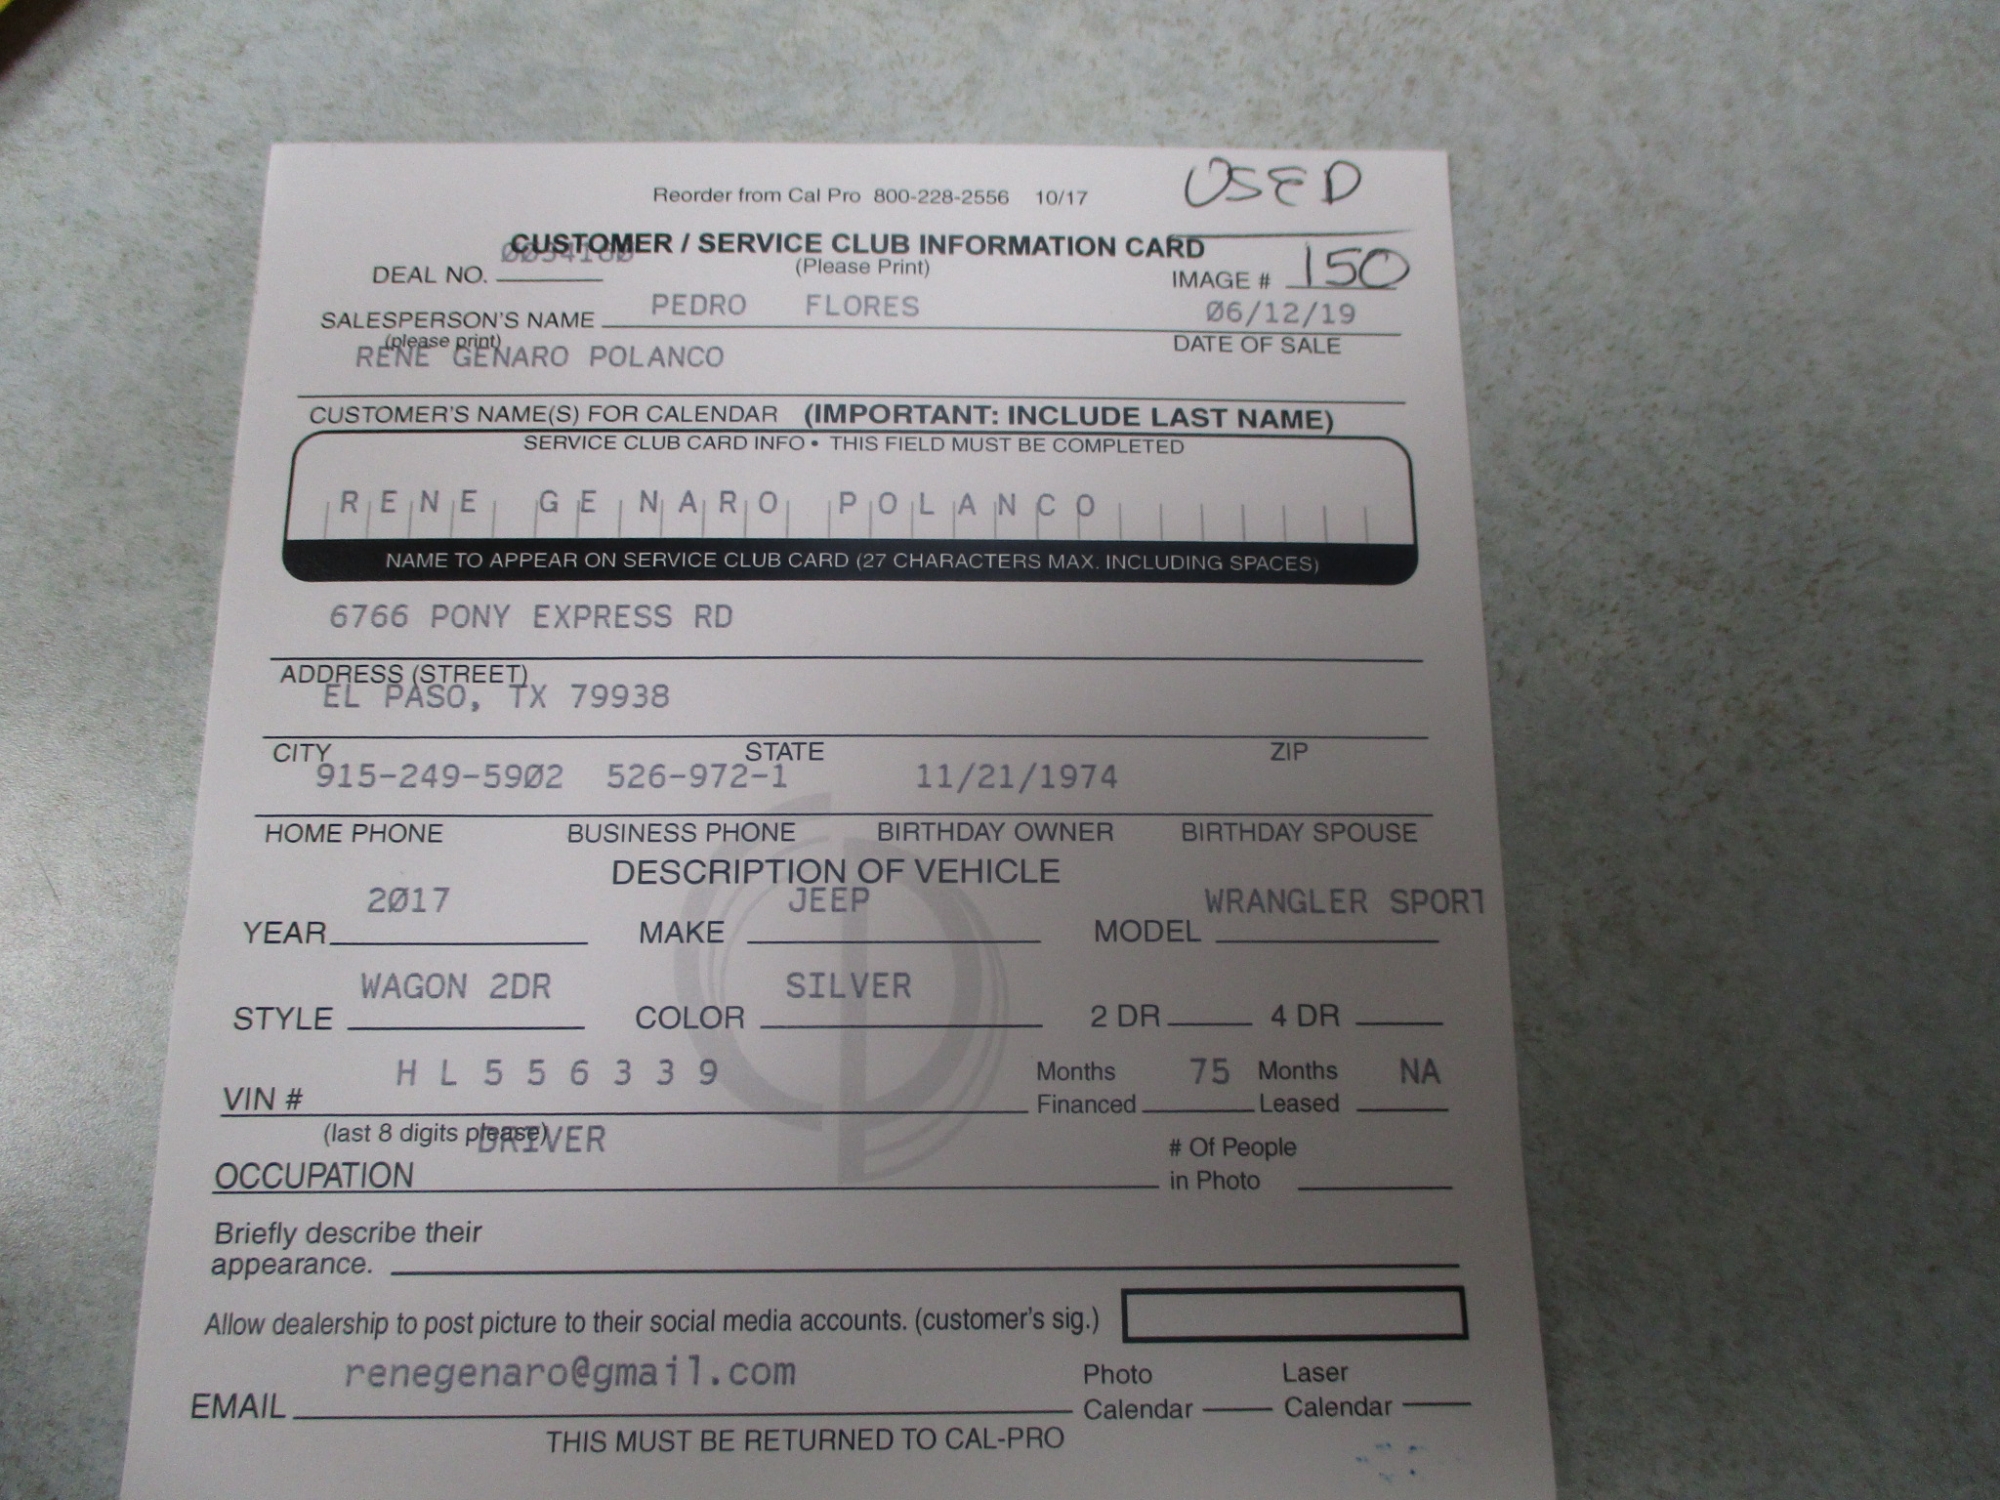 Reorder from Cal Pro 800-228-2556 10/17
USED
CUSTOMER / SERVICE CLUB INFORMATION CARD
(Please Print)
DEAL NO.
IMAGE # 150
SALESPERSON'S NAME PEDRO FLORES 06/12/19
(please print) DATE OF SALE
RENE GENARO POLANCO
CUSTOMER'S NAME(S) FOR CALENDAR (IMPORTANT: INCLUDE LAST NAME)
SERVICE CLUB CARD INFO • THIS FIELD MUST BE COMPLETED
RENE GENARO POLANCO
NAME TO APPEAR ON SERVICE CLUB CARD (27 CHARACTERS MAX. INCLUDING SPACES)
6766 PONY EXPRESS RD
ADDRESS (STREET)
EL PASO, TX 79938
CITY STATE ZIP
915-249-5902 526-972-1 11/21/1974
HOME PHONE BUSINESS PHONE BIRTHDAY OWNER BIRTHDAY SPOUSE
DESCRIPTION OF VEHICLE
YEAR 2017 MAKE JEEP MODEL WRANGLER SPORT
STYLE WAGON 2DR COLOR SILVER 2 DR 4 DR
VIN # HL556339 Months Financed 75 Months Leased NA
(last 8 digits please)
OCCUPATION DRIVER # Of People in Photo
Briefly describe their
appearance.
Allow dealership to post picture to their social media accounts. (customer's sig.)
EMAIL renegenaro@gmail.com Photo Calendar Laser Calendar
THIS MUST BE RETURNED TO CAL-PRO